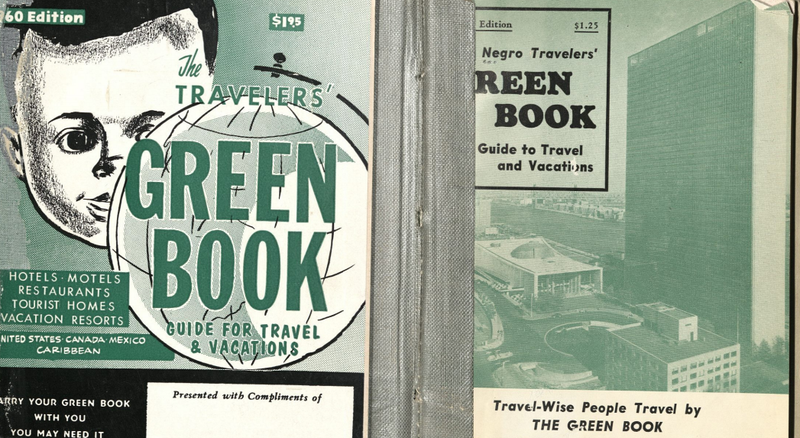 60 Edition
$1.95
The
TRAVELERS'
GREEN
BOOK
GUIDE FOR TRAVEL
& VACATIONS
HOTELS · MOTELS
RESTAURANTS
TOURIST HOMES
VACATION RESORTS
UNITED STATES · CANADA · MEXICO
CARIBBEAN
ARRY YOUR GREEN BOOK
WITH YOU
YOU MAY NEED IT
Presented with Compliments of
Edition $1.25
Negro Travelers'
REEN
BOOK
Guide to Travel
and Vacations
Travel-Wise People Travel by
THE GREEN BOOK